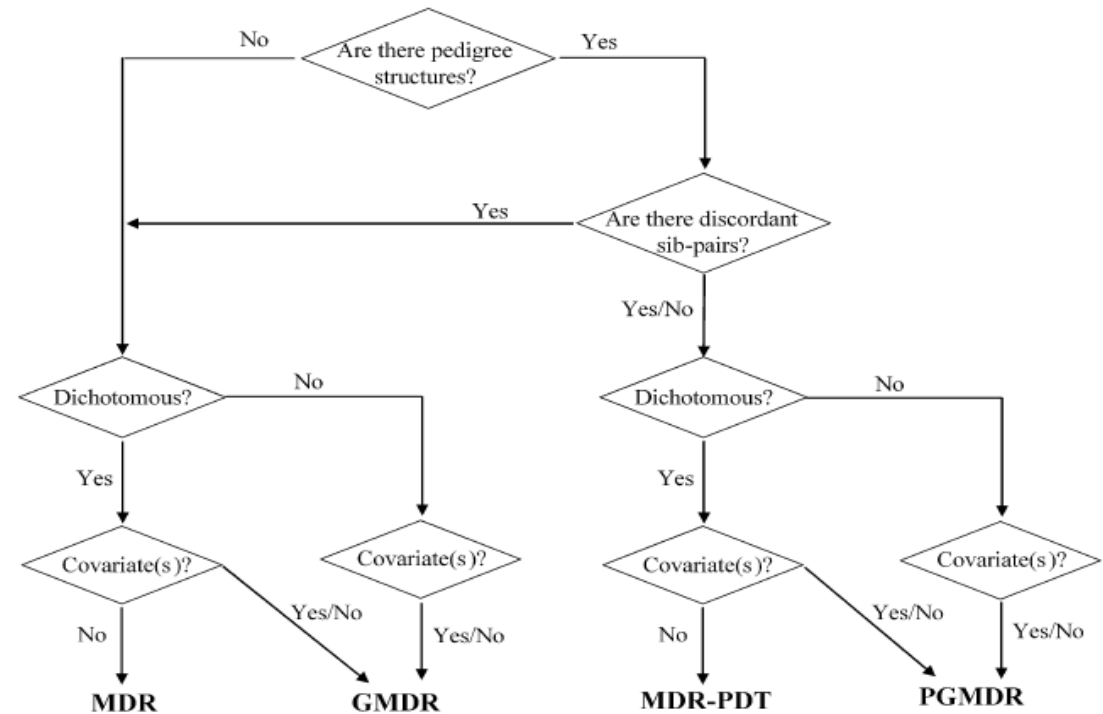 No
Are there pedigree
structures?
Yes
Yes
Are there discordant
sib-pairs?
Yes/No
Dichotomous?
No
Dichotomous?
No
Yes
Yes
Covariate(s)?
Covariate(s)?
Covariate(s)?
Covariate(s)?
No
Yes/No
Yes/No
No
Yes/No
Yes/No
MDR
GMDR
MDR-PDT
PGMDR